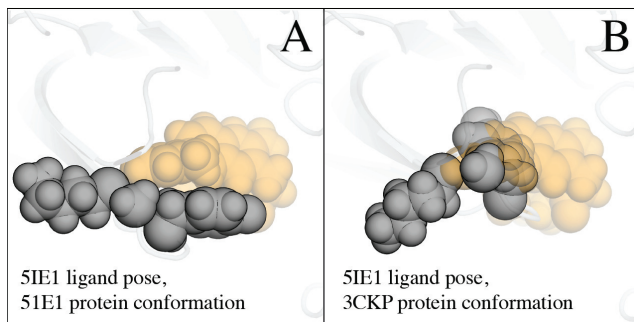 A
B
5IE1 ligand pose,
51E1 protein conformation
5IE1 ligand pose,
3CKP protein conformation